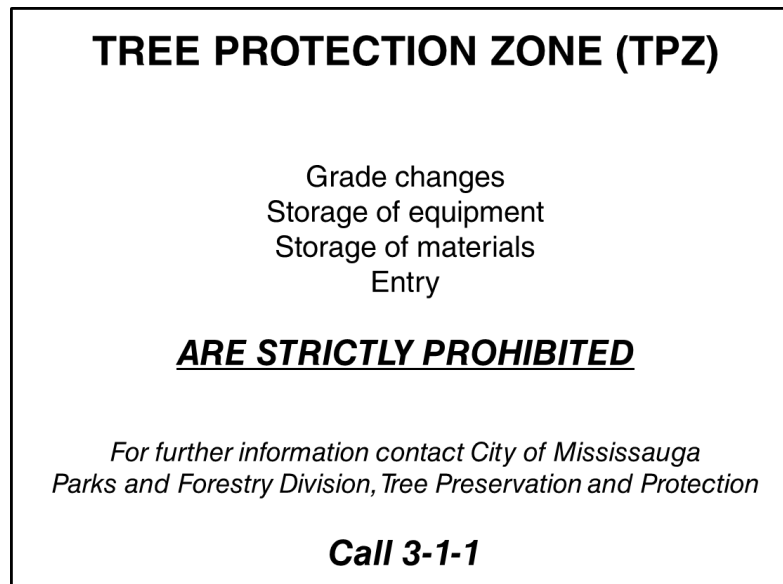 TREE PROTECTION ZONE (TPZ)
Grade changes
Storage of equipment
Storage of materials
Entry
ARE STRICTLY PROHIBITED
For further information contact City of Mississauga
Parks and Forestry Division, Tree Preservation and Protection
Call 3-1-1